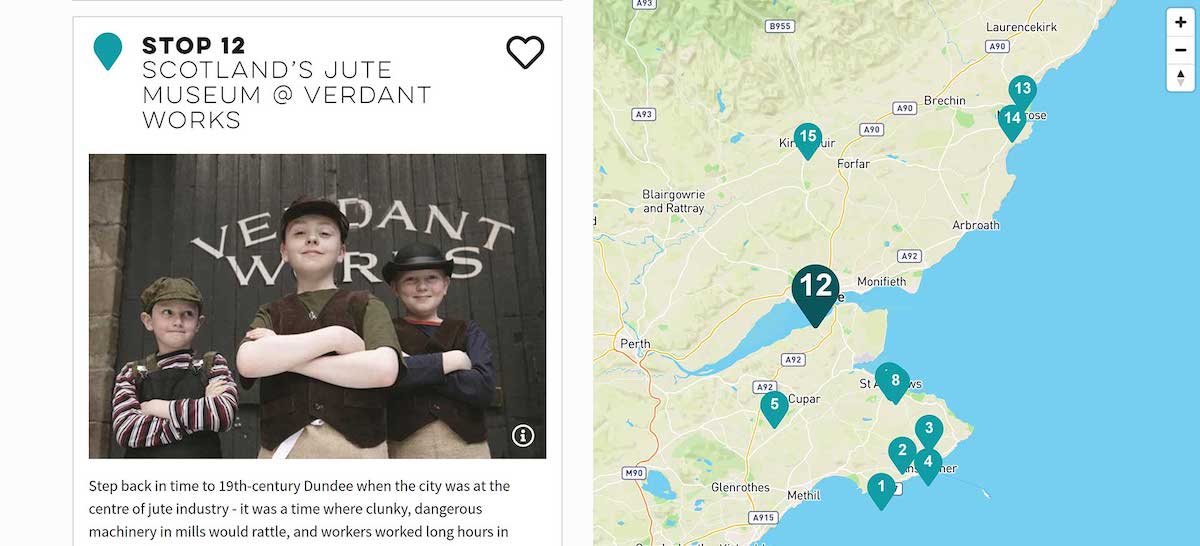 STOP 12
SCOTLAND'S JUTE
MUSEUM @ VERDANT
WORKS
VERDANT
WORKS
Step back in time to 19th-century Dundee when the city was at the
centre of jute industry - it was a time where clunky, dangerous
machinery in mills would rattle, and workers worked long hours in
A93
B955
Laurencekirk
A90
13
Brechin
A90
A93
A90
14
15
Forfar
Blairgowrie
and Rattray
Arbroath
A92
Monifieth
12
Perth
A92
8
A92
Cupar
5
3
2
4
M90
Glenrothes
Methil
1
A915
+
-